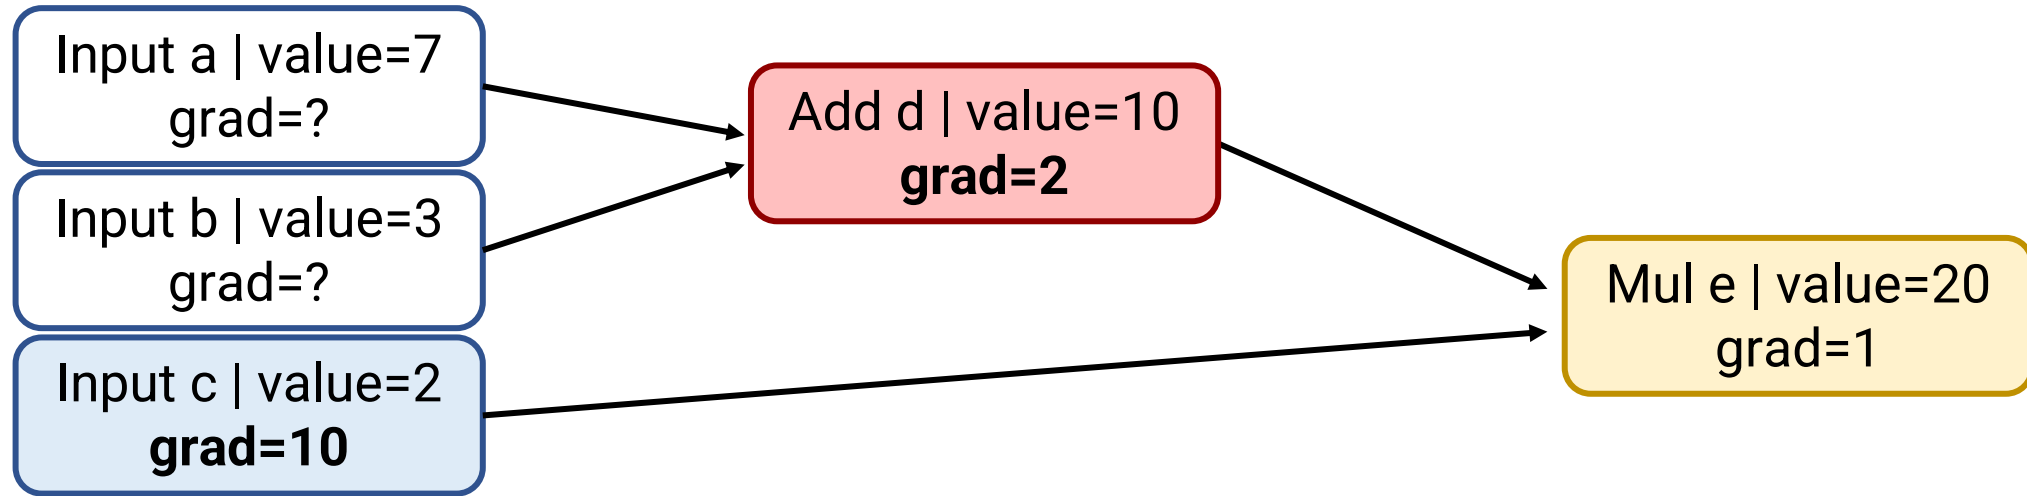 Input a | value=7
grad=?
Input b | value=3
grad=?
Input c | value=2
grad=10
Add d | value=10
grad=2
Mul e | value=20
grad=1